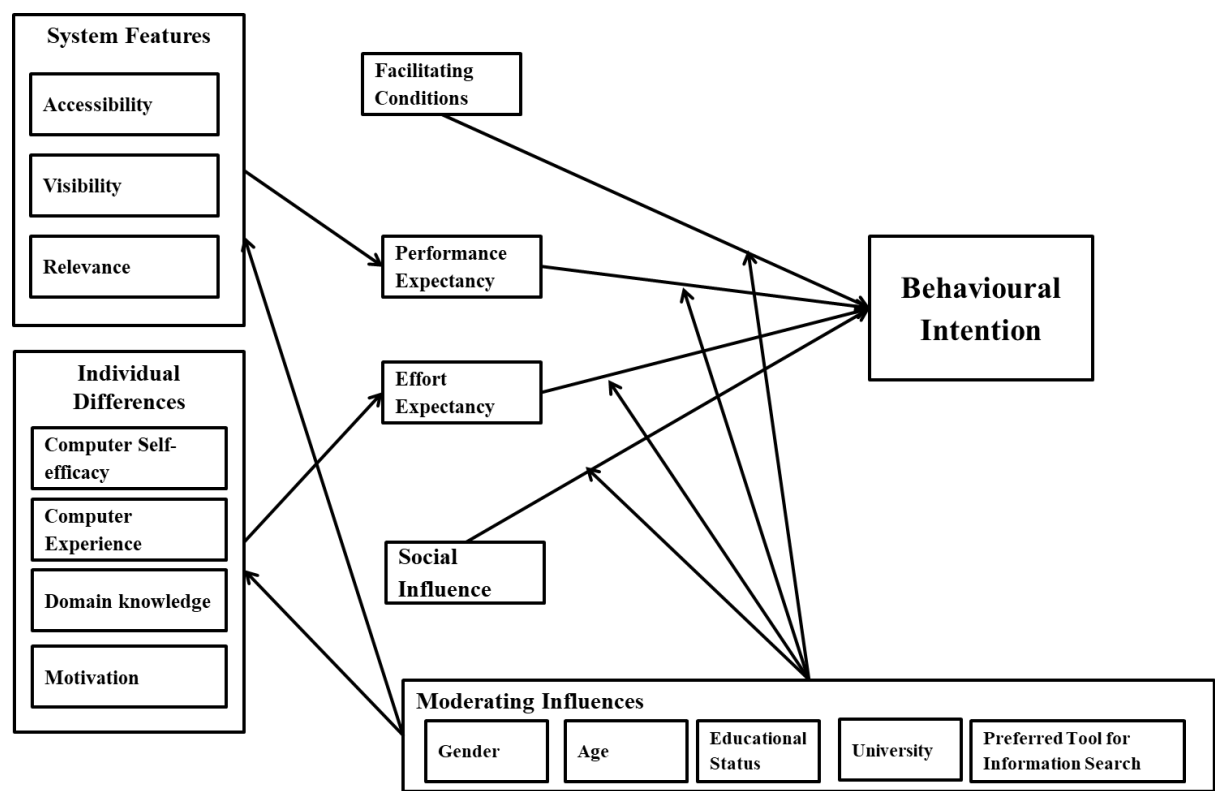 System Features
Accessibility
Visibility
Relevance
Individual
Differences
Computer Self-
efficacy
Computer
Experience
Domain knowledge
Motivation
Facilitating
Conditions
Performance
Expectancy
Effort
Expectancy
Social
Influence
Behavioural
Intention
Moderating Influences
Gender
Age
Educational
Status
University
Preferred Tool for
Information Search